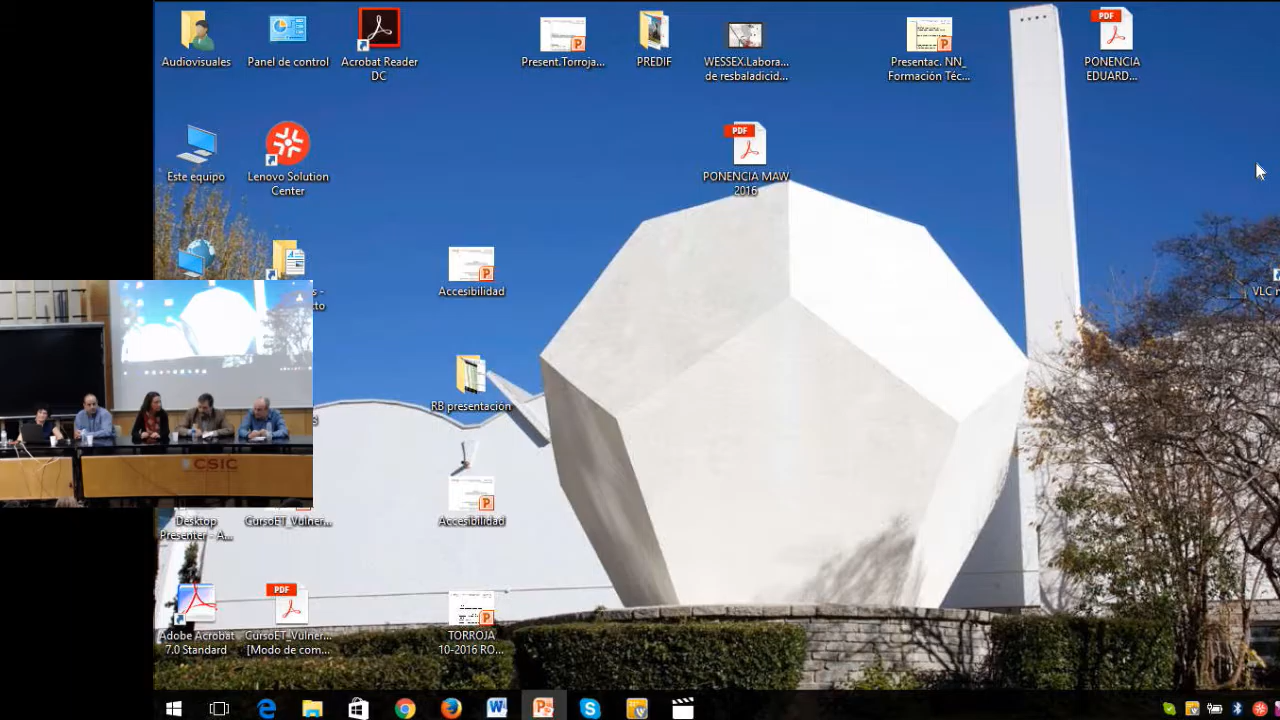 Audiovisuales
Panel de control
Acrobat Reader
DC
Present.Torroja...
PREDIF
WESSEX.Labora...
de resbaladicid...
Presentac. NN_
Formación Téc...
PDF
PONENCIA
EDUARD...
Este equipo
Lenovo Solution
Center
PDF
PONENCIA MAW
2016
Accesibilidad
VLC
RB presentación
CSIC
Desktop
Presenter - A...
CursoET_Vulner...
Accesibilidad
Adobe Acrobat
7.0 Standard
PDF
CursoET_Vulner...
[Modo de com...
TORROJA
10-2016 RO...